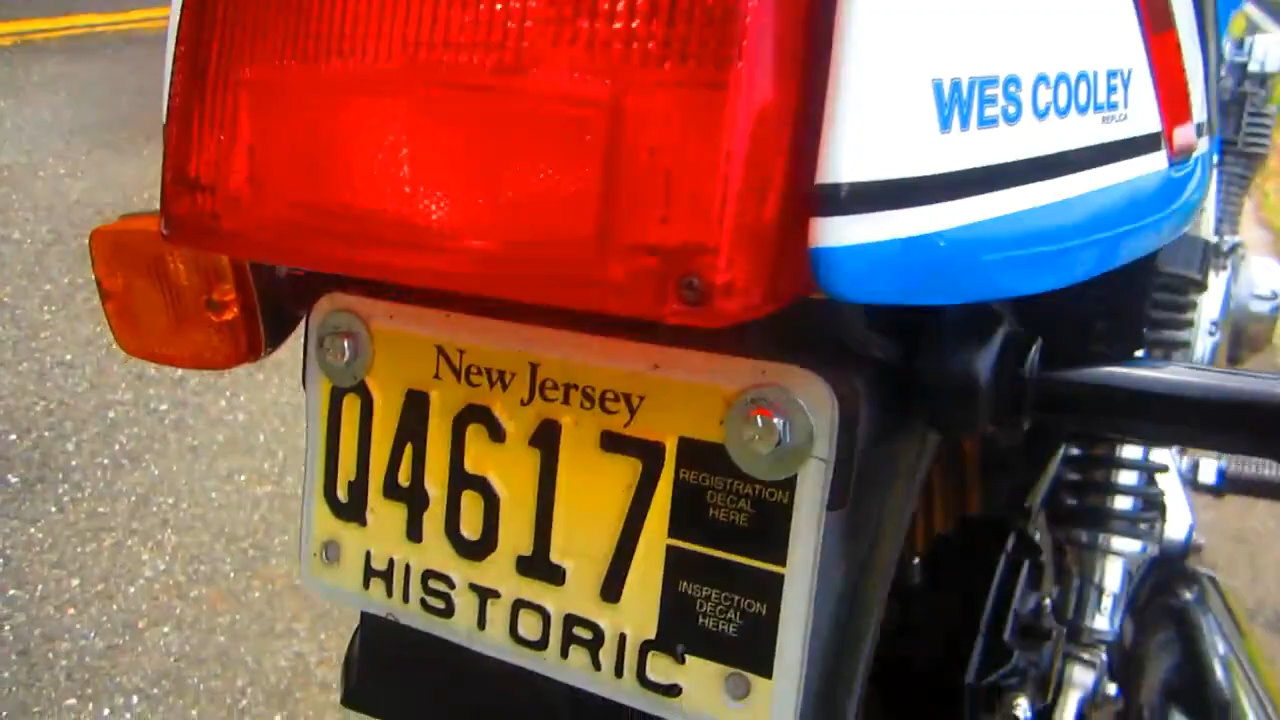 WES COOLEY
REPLICA
New Jersey
Q4617
REGISTRATION
DECAL
HERE
INSPECTION
DECAL
HERE
HISTORIC